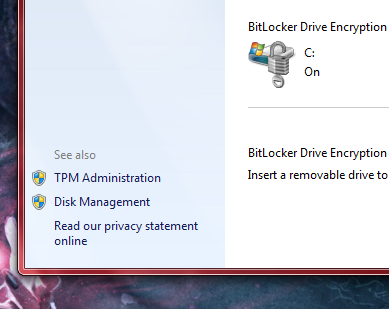 BitLocker Drive Encryption
C:
On
See also
TPM Administration
Disk Management
Read our privacy statement
online
BitLocker Drive Encryption
Insert a removable drive to